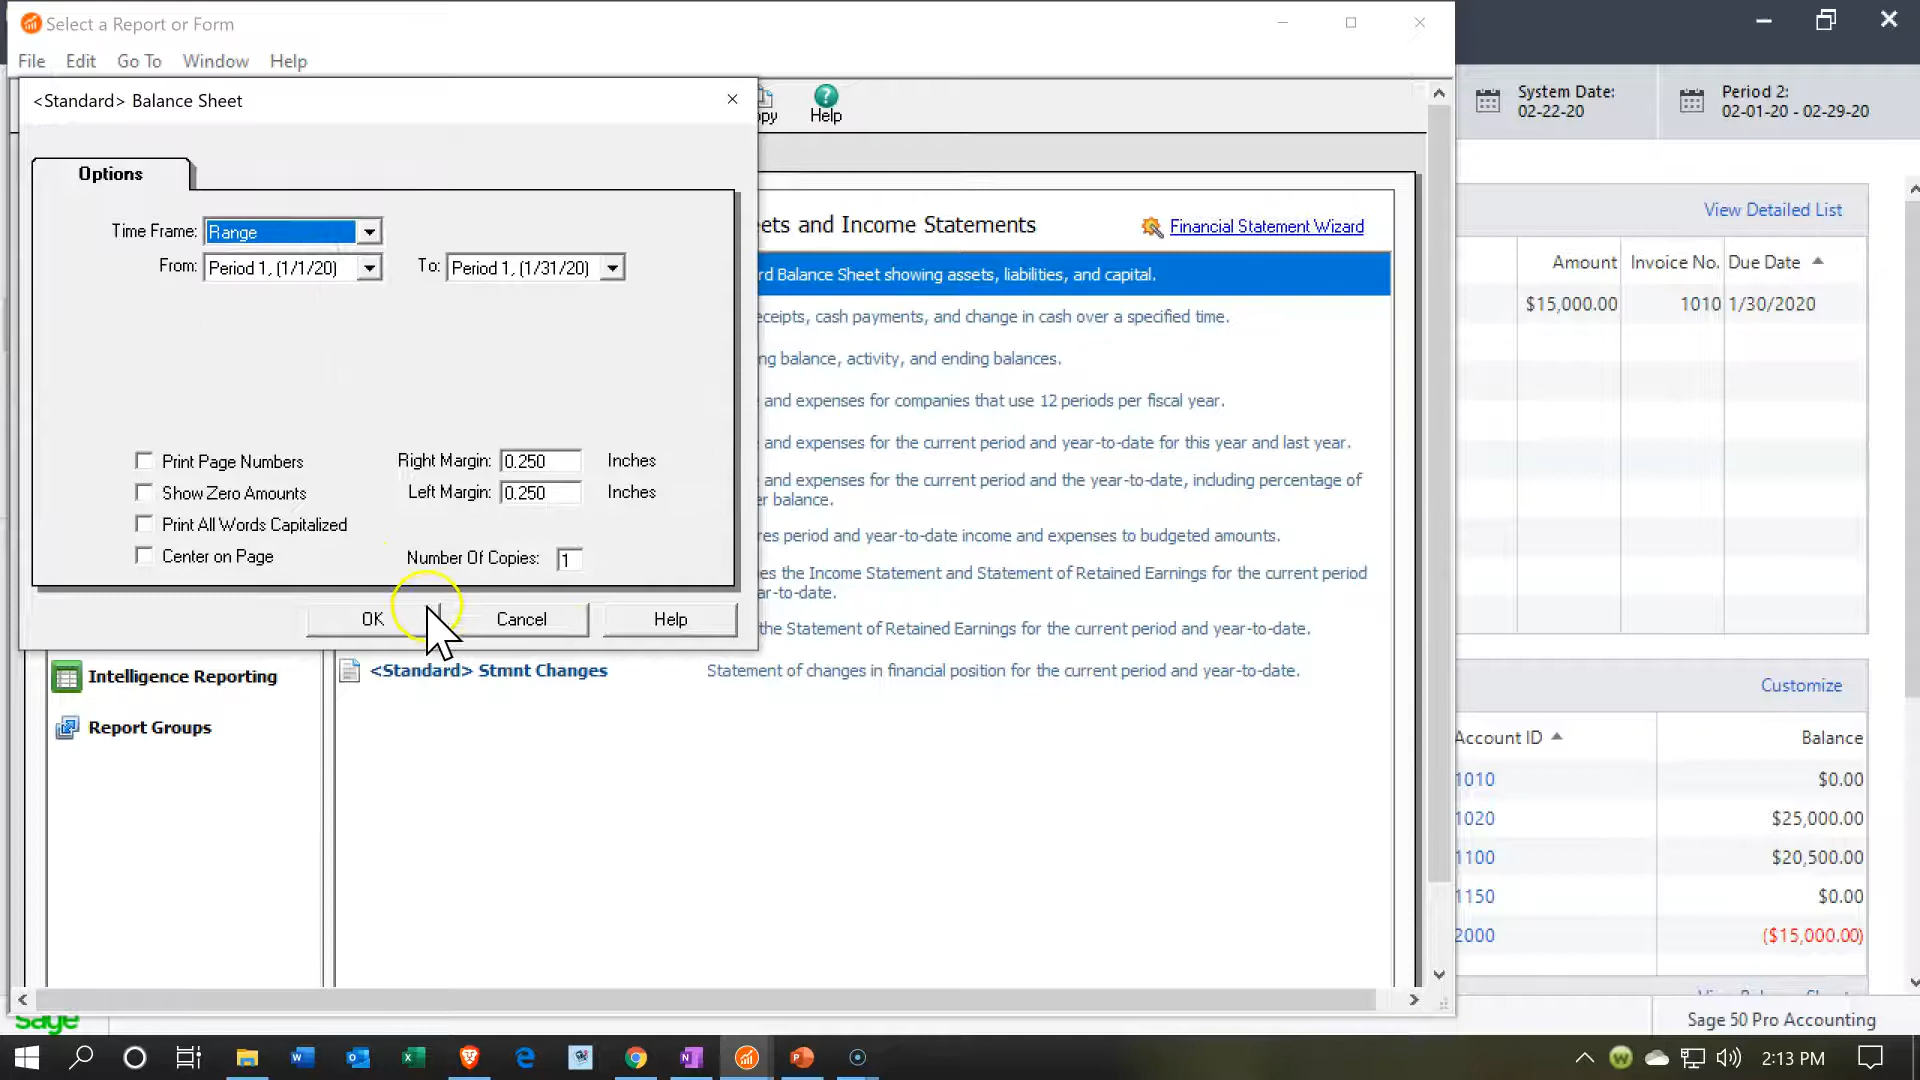 Select a Report or Form
File Edit Go To Window Help
<Standard> Balance Sheet
Help
System Date:
02-22-20
Period 2:
02-01-20 - 02-29-20
Options
Time Frame: Range
From: Period 1, (1/1/20) To: Period 1, (1/31/20)
ets and Income Statements
Financial Statement Wizard
View Detailed List
rd Balance Sheet showing assets, liabilities, and capital.
Amount Invoice No. Due Date
$15,000.00 1010 1/30/2020
eceipts, cash payments, and change in cash over a specified time.
ng balance, activity, and ending balances.
and expenses for companies that use 12 periods per fiscal year.
and expenses for the current period and year-to-date for this year and last year.
and expenses for the current period and the year-to-date, including percentage of
er balance.
res period and year-to-date income and expenses to budgeted amounts.
es the Income Statement and Statement of Retained Earnings for the current period
ar-to-date.
the Statement of Retained Earnings for the current period and year-to-date.
Print Page Numbers
Show Zero Amounts
Print All Words Capitalized
Center on Page
Right Margin: 0.250 Inches
Left Margin: 0.250 Inches
Number Of Copies: 1
OK Cancel Help
Intelligence Reporting
Report Groups
<Standard> Stmnt Changes
Statement of changes in financial position for the current period and year-to-date.
Customize
Account ID Balance
1010 $0.00
1020 $25,000.00
1100 $20,500.00
1150 $0.00
2000 ($15,000.00)
sage
Sage 50 Pro Accounting
2:13 PM